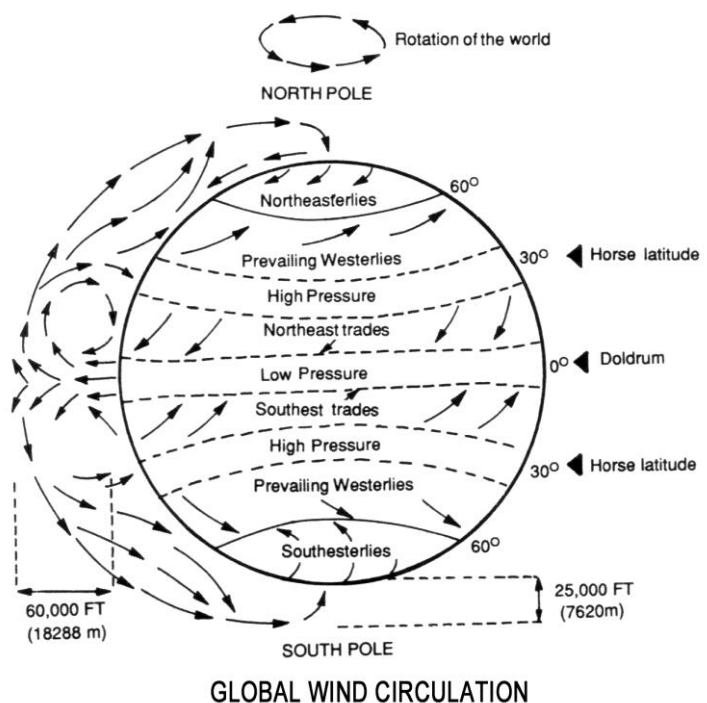 Rotation of the world
NORTH POLE
60°
Northeasferlies
Prevailing Westerlies
30°
Horse latitude
High Pressure
Northeast trades
0°
Doldrum
Low Pressure
Southest trades
High Pressure
30°
Horse latitude
Prevailing Westerlies
60°
Southesterlies
60,000 FT
(18288 m)
25,000 FT
(7620m)
SOUTH POLE
GLOBAL WIND CIRCULATION